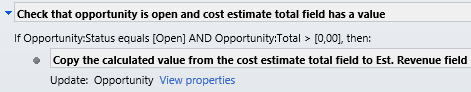 Check that opportunity is open and cost estimate total field has a value
If Opportunity:Status equals [Open] AND Opportunity:Total > [0,00], then:
Copy the calculated value from the cost estimate total field to Est. Revenue field
Update: Opportunity View properties